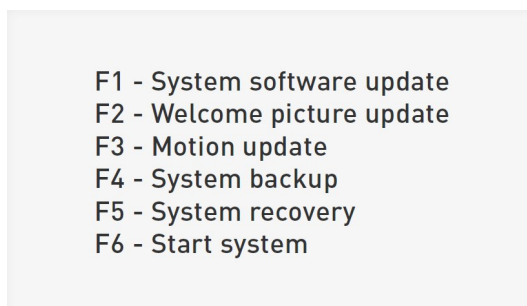 F1 - System software update
F2 - Welcome picture update
F3 - Motion update
F4 - System backup
F5 - System recovery
F6 - Start system